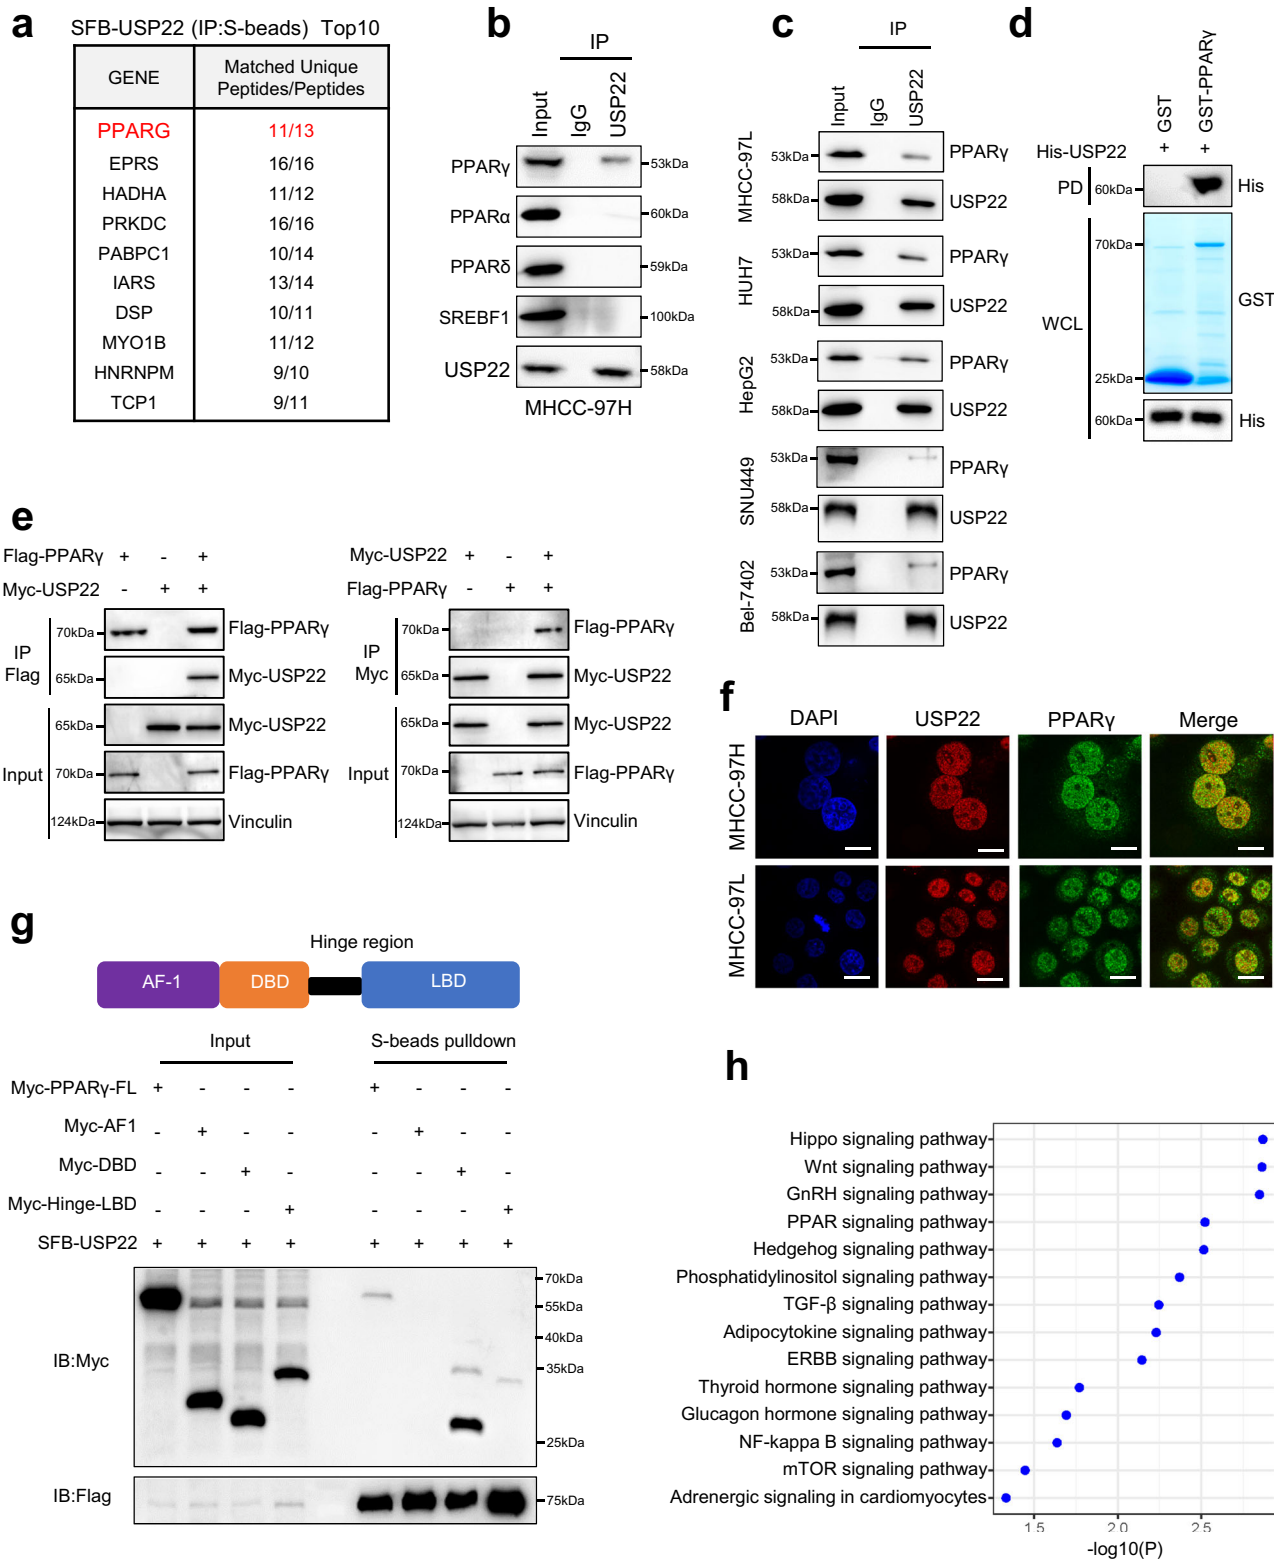 a
SFB-USP22 (IP:S-beads) Top10
GENE
Matched Unique
Peptides/Peptides
PPARG 11/13
EPRS 16/16
HADHA 11/12
PRKDC 16/16
PABPC1 10/14
IARS 13/14
DSP 10/11
MYO1B 11/12
HNRNPM 9/10
TCP1 9/11
b
IP
Input IgG USP22
PPARγ 53kDa
PPARα 60kDa
PPARδ 59kDa
SREBF1 100kDa
USP22 58kDa
MHCC-97H
c
IP
Input IgG USP22
MHCC-97L
53kDa PPARγ
58kDa USP22
HUH7
53kDa PPARγ
58kDa USP22
HepG2
53kDa PPARγ
58kDa USP22
SNU449
53kDa PPARγ
58kDa USP22
Bel-7402
53kDa PPARγ
58kDa USP22
d
GST GST-PPARγ
His-USP22 + +
PD 60kDa His
WCL
70kDa
GST
25kDa
60kDa His
e
Flag-PPARγ + - +
Myc-USP22 - + +
IP
Flag
70kDa Flag-PPARγ
65kDa Myc-USP22
Input
65kDa Myc-USP22
70kDa Flag-PPARγ
124kDa Vinculin
Myc-USP22 + - +
Flag-PPARγ - + +
IP
Myc
70kDa Flag-PPARγ
65kDa Myc-USP22
Input
65kDa Myc-USP22
70kDa Flag-PPARγ
124kDa Vinculin
f
DAPI USP22 PPARγ Merge
MHCC-97H
MHCC-97L
g
Hinge region
AF-1 DBD LBD
Input S-beads pulldown
Myc-PPARγ-FL + - - - + - - -
Myc-AF1 - + - - - + - -
Myc-DBD - - + - - - + -
Myc-Hinge-LBD - - - + - - - +
SFB-USP22 + + + + + + + +
IB:Myc
70kDa
55kDa
40kDa
35kDa
25kDa
IB:Flag 75kDa
h
Hippo signaling pathway
Wnt signaling pathway
GnRH signaling pathway
PPAR signaling pathway
Hedgehog signaling pathway
Phosphatidylinositol signaling pathway
TGF-β signaling pathway
Adipocytokine signaling pathway
ERBB signaling pathway
Thyroid hormone signaling pathway
Glucagon hormone signaling pathway
NF-kappa B signaling pathway
mTOR signaling pathway
Adrenergic signaling in cardiomyocytes
1.5 2.0 2.5
-log10(P)